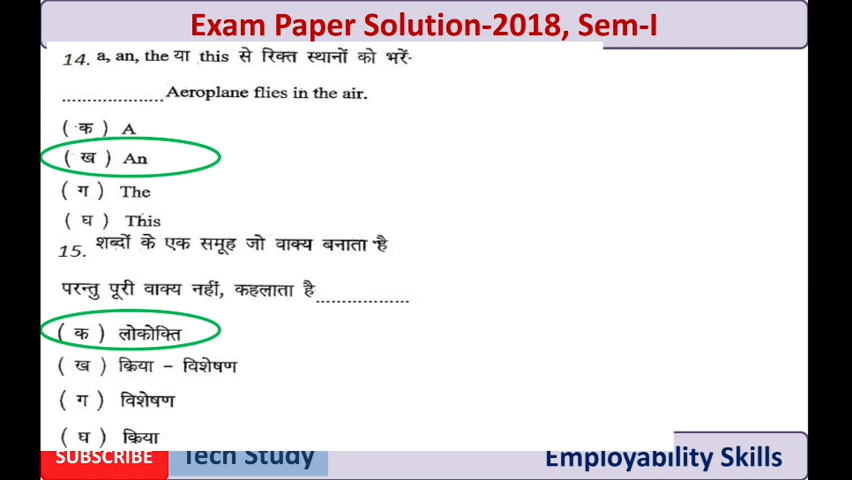 Exam Paper Solution-2018, Sem-I
14. a, an, the या this से रिक्त स्थानों को भरें-
.................... Aeroplane flies in the air.
( क ) A
( ख ) An
( ग ) The
( घ ) This
15. शब्दों के एक समूह जो वाक्य बनाता है
परन्तु पूरी वाक्य नहीं, कहलाता है..................
( क ) लोकोक्ति
( ख ) क्रिया - विशेषण
( ग ) विशेषण
( घ ) क्रिया
SUBSCRIBE Tech Study Employability Skills